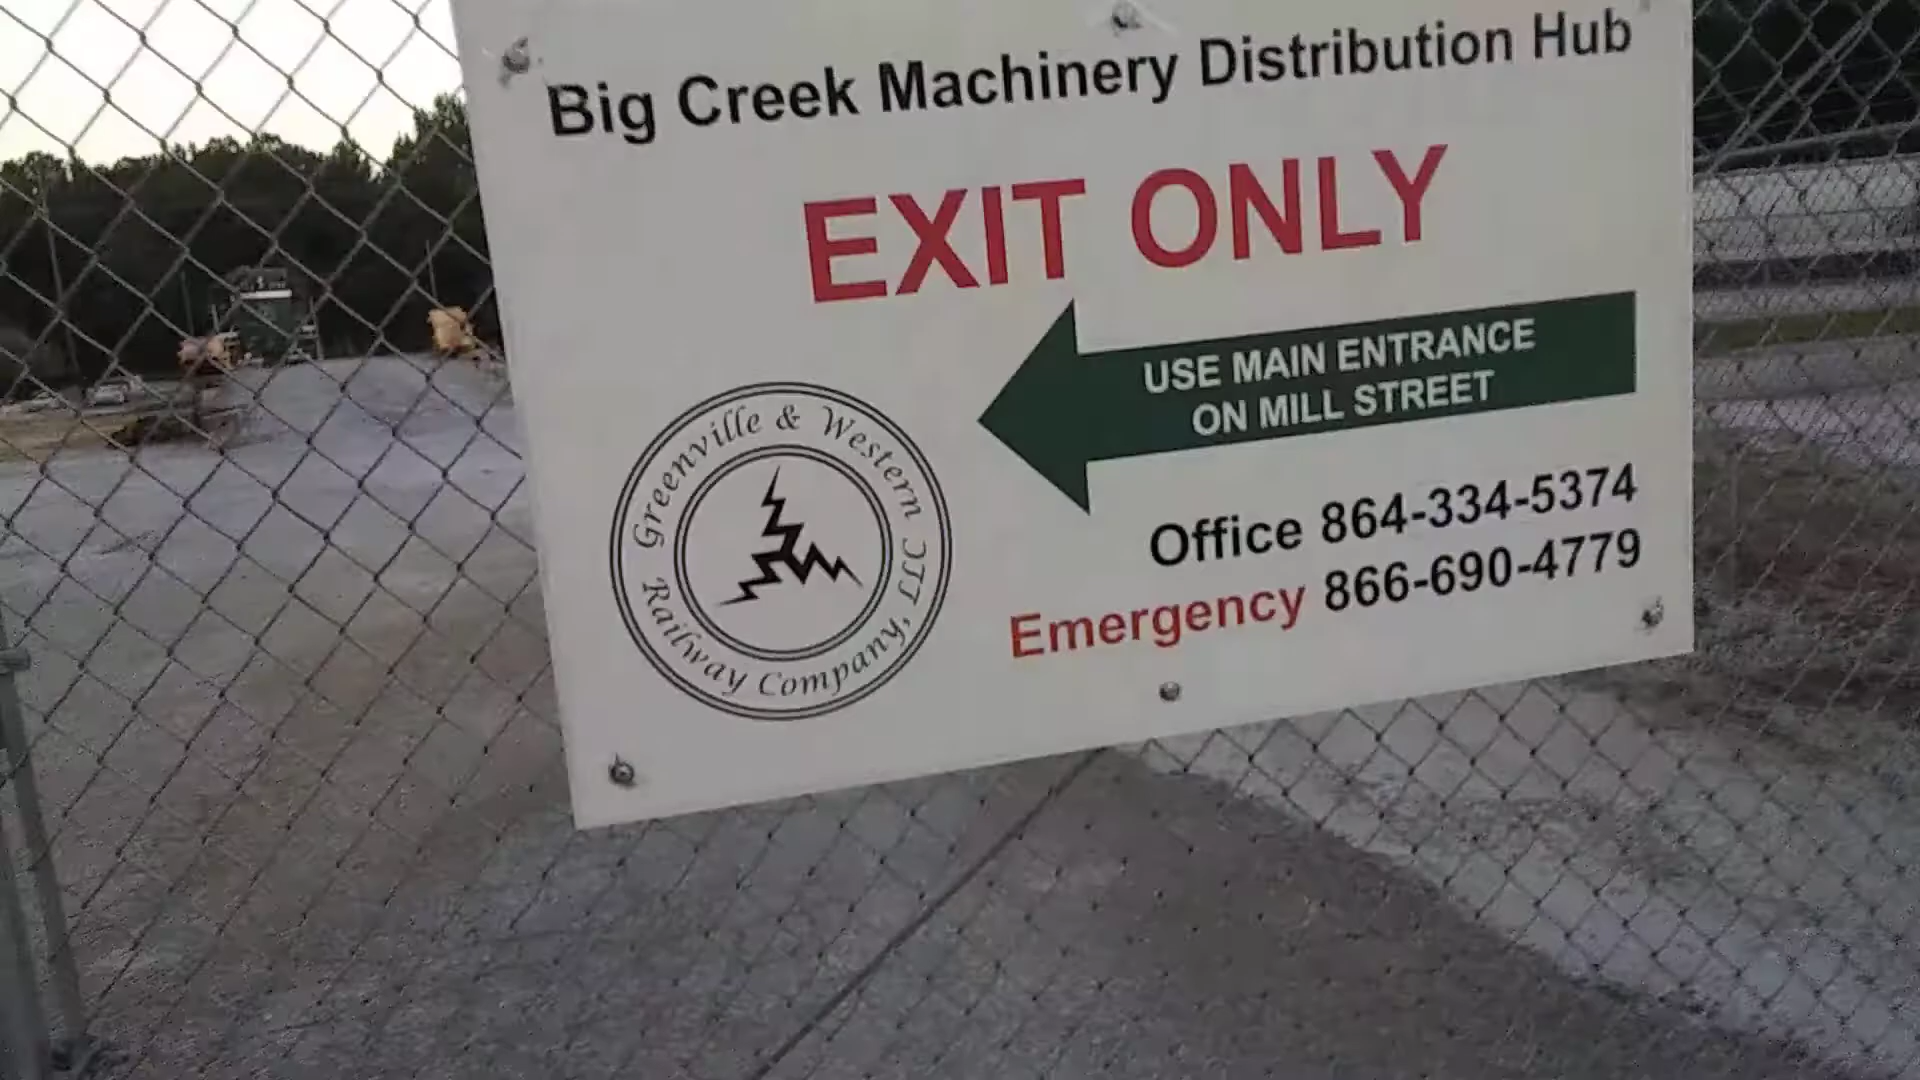 Big Creek Machinery Distribution Hub
EXIT ONLY
USE MAIN ENTRANCE
ON MILL STREET
Greenville & Western
Railway Company, LLC
Office 864-334-5374
Emergency 866-690-4779